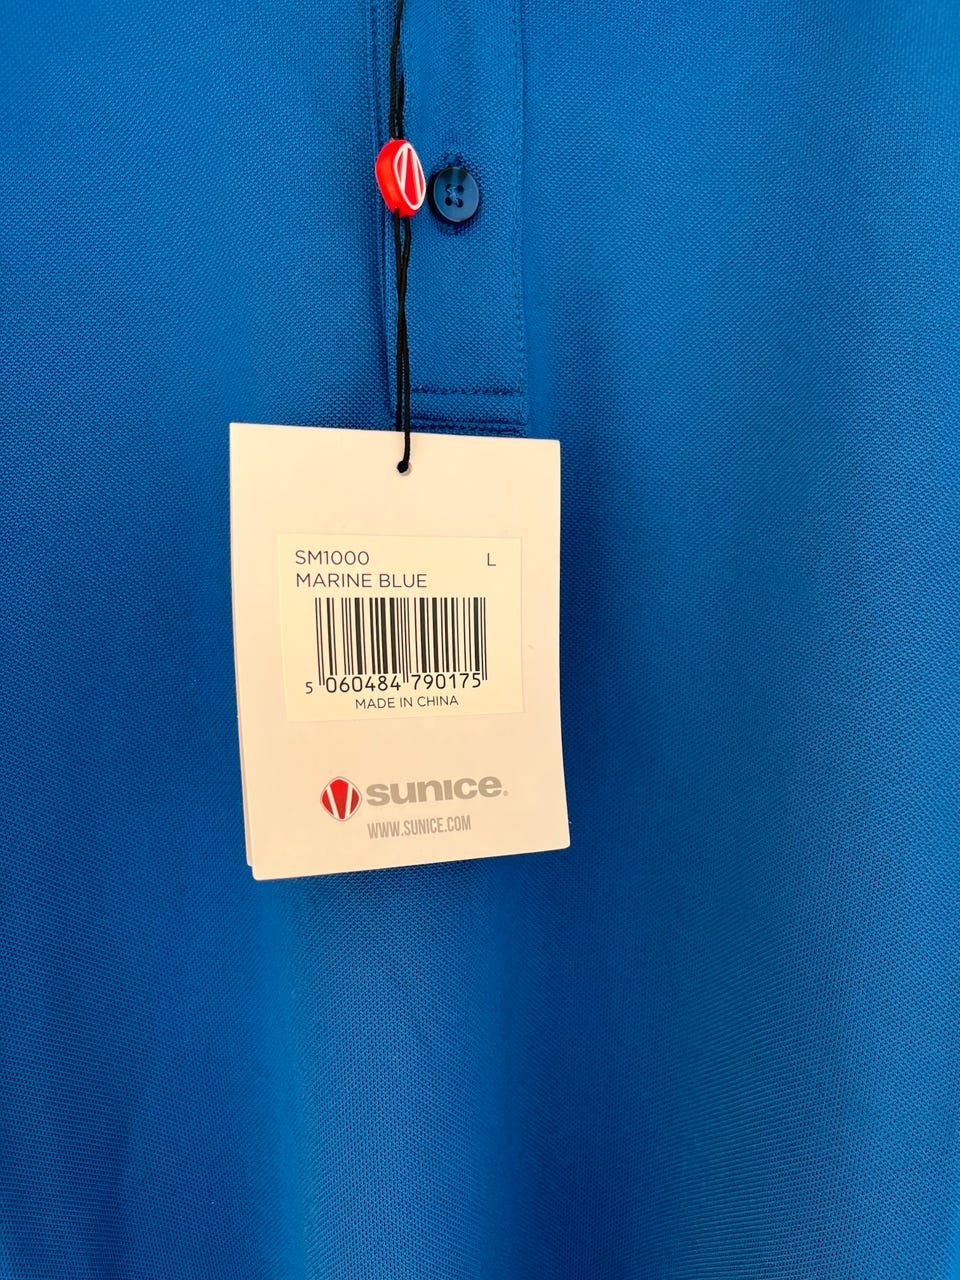 SM1000 L
MARINE BLUE
5 060484 790175
MADE IN CHINA
sunice®
WWW.SUNICE.COM